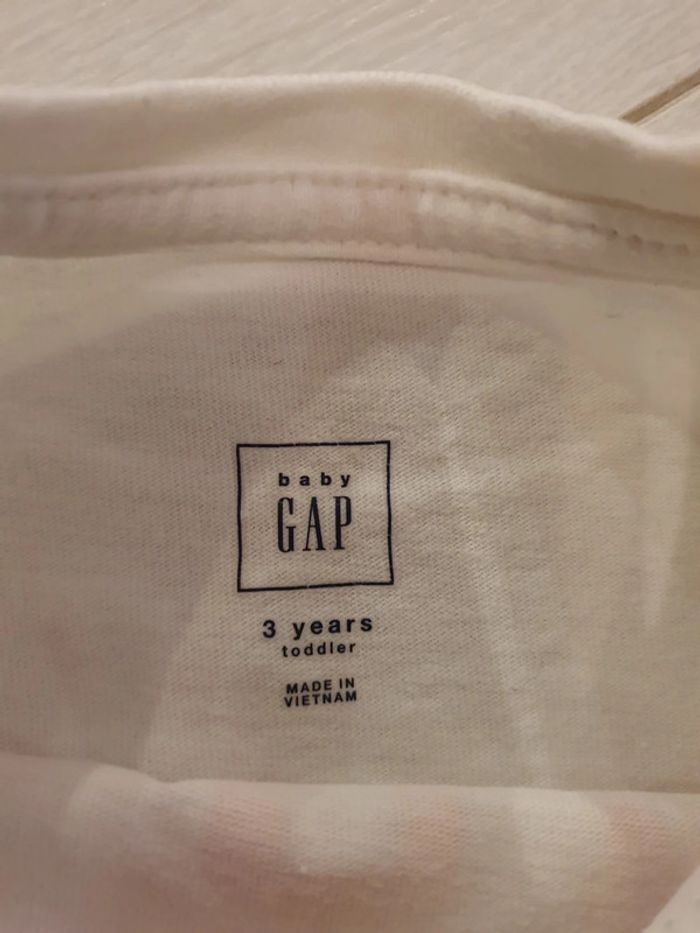 baby
GAP
3 years
toddler
MADE IN
VIETNAM